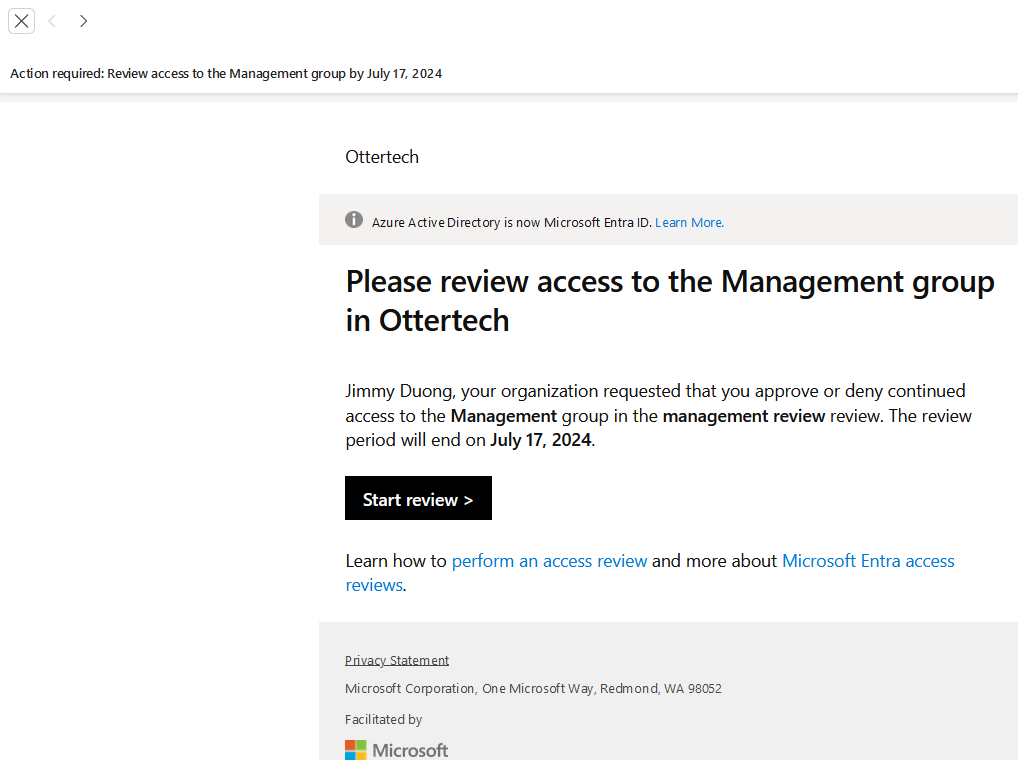 Action required: Review access to the Management group by July 17, 2024
Ottertech
Azure Active Directory is now Microsoft Entra ID. Learn More.
Please review access to the Management group
in Ottertech
Jimmy Duong, your organization requested that you approve or deny continued
access to the Management group in the management review review. The review
period will end on July 17, 2024.
Start review >
Learn how to perform an access review and more about Microsoft Entra access
reviews.
Privacy Statement
Microsoft Corporation, One Microsoft Way, Redmond, WA 98052
Facilitated by
Microsoft